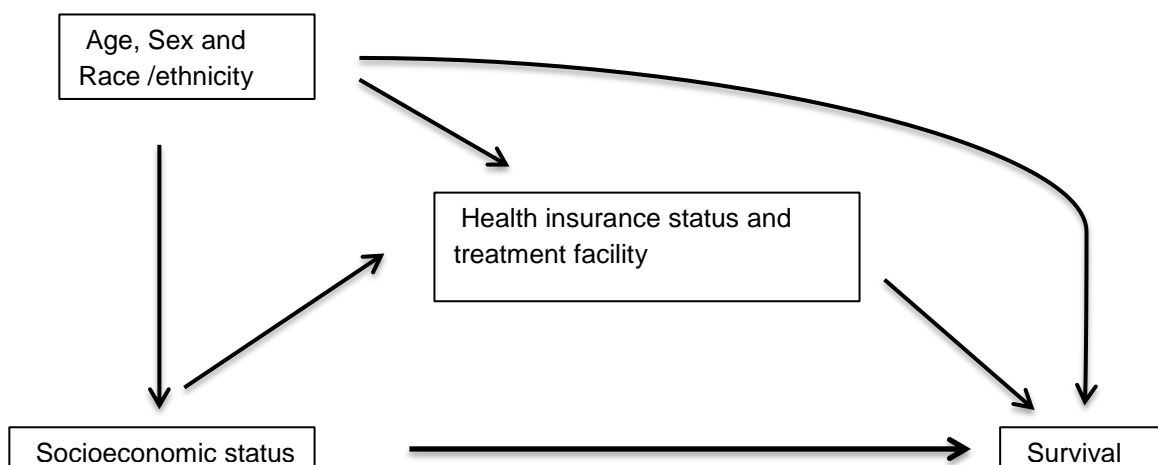 Age, Sex and
Race /ethnicity
Health insurance status and
treatment facility
Socioeconomic status
Survival